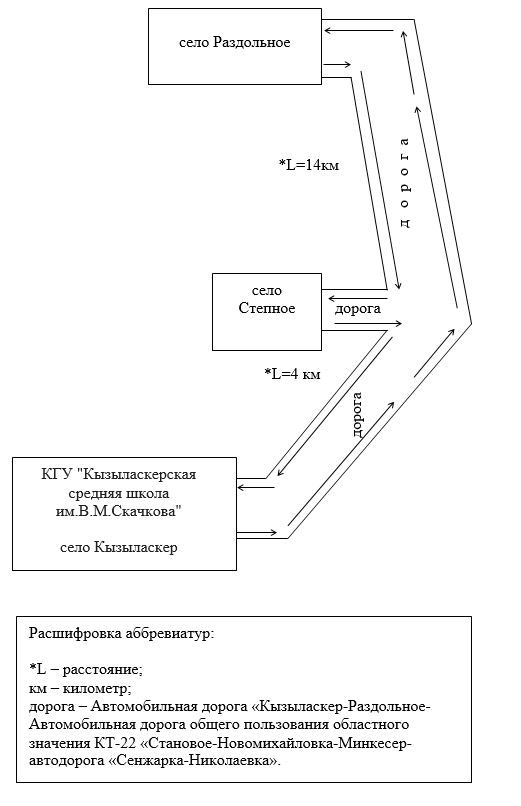 село Раздольное
*L=14км
дорога
село
Степное
дорога
*L=4 км
дорога
КГУ "Кызыласкерская
средняя школа
им.В.М.Скачкова"
село Кызыласкер
Расшифровка аббревиатур:
*L – расстояние;
км – километр;
дорога – Автомобильная дорога «Кызыласкер-Раздольное-
Автомобильная дорога общего пользования областного
значения КТ-22 «Становое-Новомихайловка-Минкесер-
автодорога «Сенжарка-Николаевка».